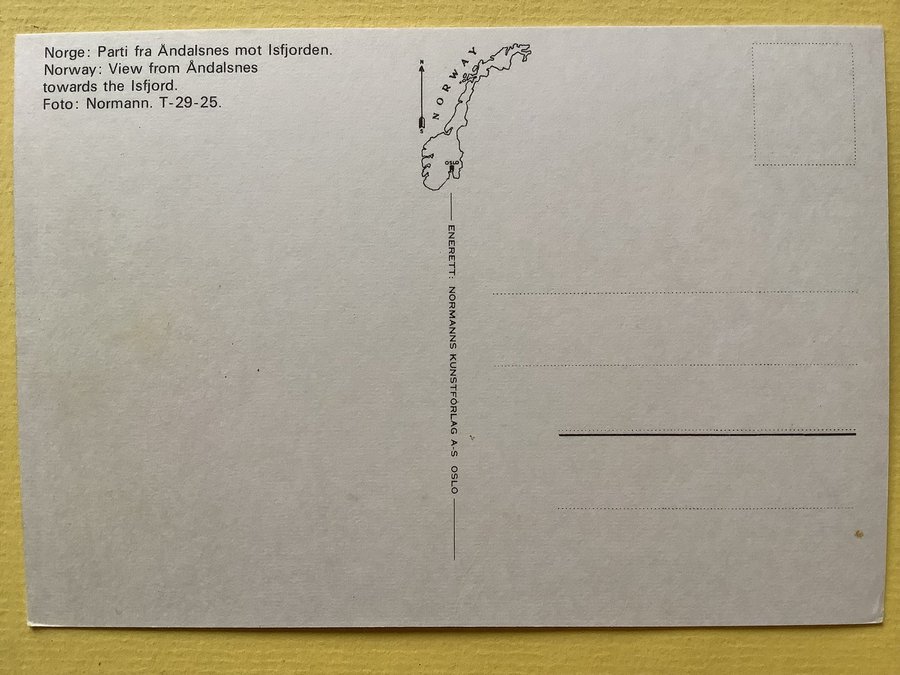 Norge: Parti fra Åndalsnes mot Isfjorden.
Norway: View from Åndalsnes
towards the Isfjord.
Foto: Normann. T-29-25.
N
S
NORWAY
OSLO
ENERETT: NORMANNS KUNSTFORLAG A-S OSLO